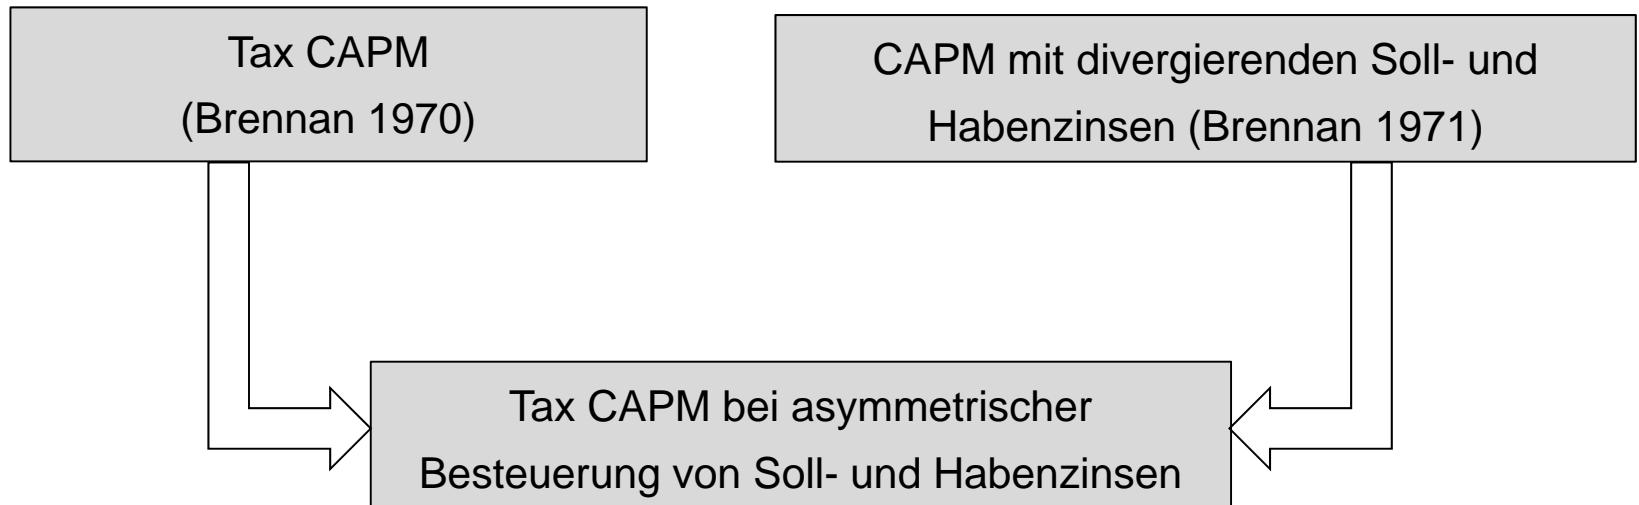 Tax CAPM
(Brennan 1970)
CAPM mit divergierenden Soll- und
Habenzinsen (Brennan 1971)
Tax CAPM bei asymmetrischer
Besteuerung von Soll- und Habenzinsen